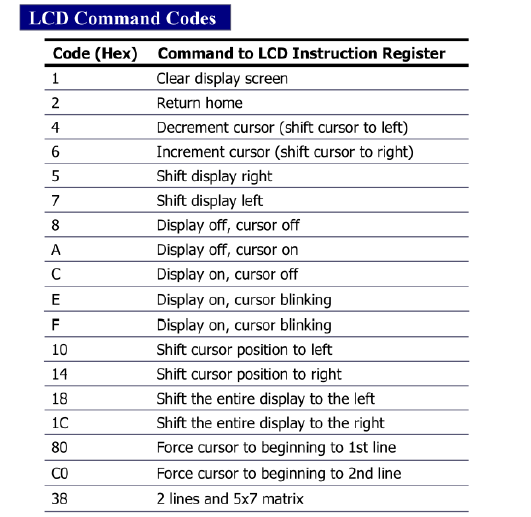 LCD Command Codes
Code (Hex) Command to LCD Instruction Register
1 Clear display screen
2 Return home
4 Decrement cursor (shift cursor to left)
6 Increment cursor (shift cursor to right)
5 Shift display right
7 Shift display left
8 Display off, cursor off
A Display off, cursor on
C Display on, cursor off
E Display on, cursor blinking
F Display on, cursor blinking
10 Shift cursor position to left
14 Shift cursor position to right
18 Shift the entire display to the left
1C Shift the entire display to the right
80 Force cursor to beginning to 1st line
C0 Force cursor to beginning to 2nd line
38 2 lines and 5x7 matrix